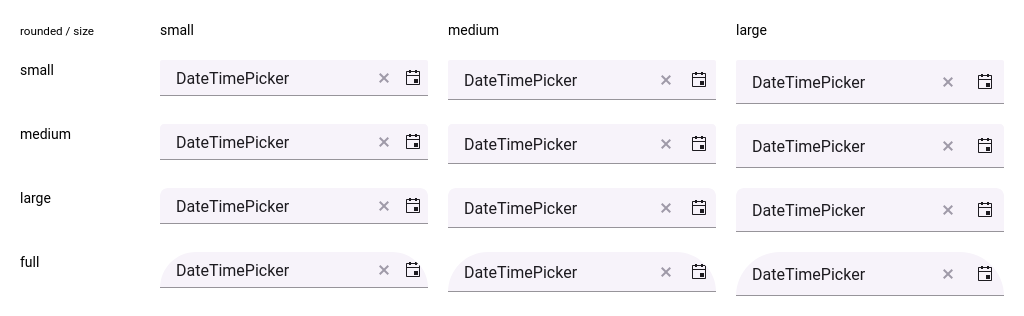 rounded / size small medium large
small DateTimePicker DateTimePicker DateTimePicker
medium DateTimePicker DateTimePicker DateTimePicker
large DateTimePicker DateTimePicker DateTimePicker
full DateTimePicker DateTimePicker DateTimePicker